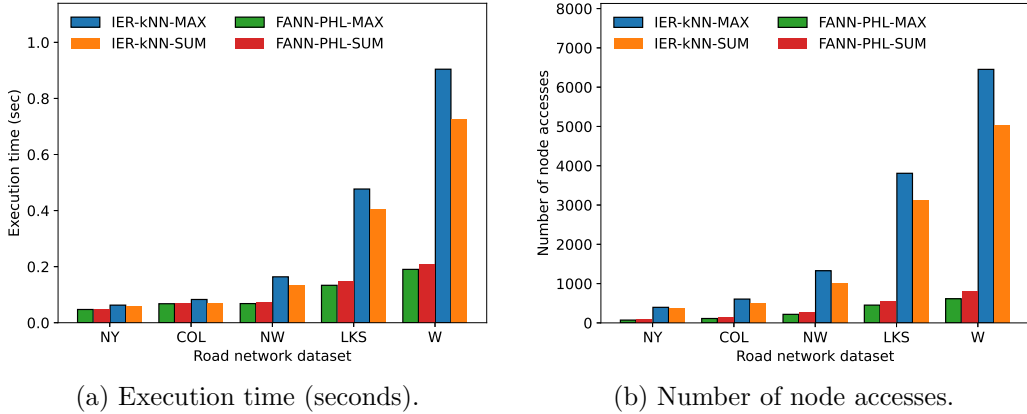 IER-kNN-MAX FANN-PHL-MAX
IER-kNN-SUM FANN-PHL-SUM
Execution time (sec)
1.0
0.8
0.6
0.4
0.2
0.0
NY COL NW LKS W
Road network dataset
(a) Execution time (seconds).
IER-kNN-MAX FANN-PHL-MAX
IER-kNN-SUM FANN-PHL-SUM
Number of node accesses
8000
7000
6000
5000
4000
3000
2000
1000
0
NY COL NW LKS W
Road network dataset
(b) Number of node accesses.